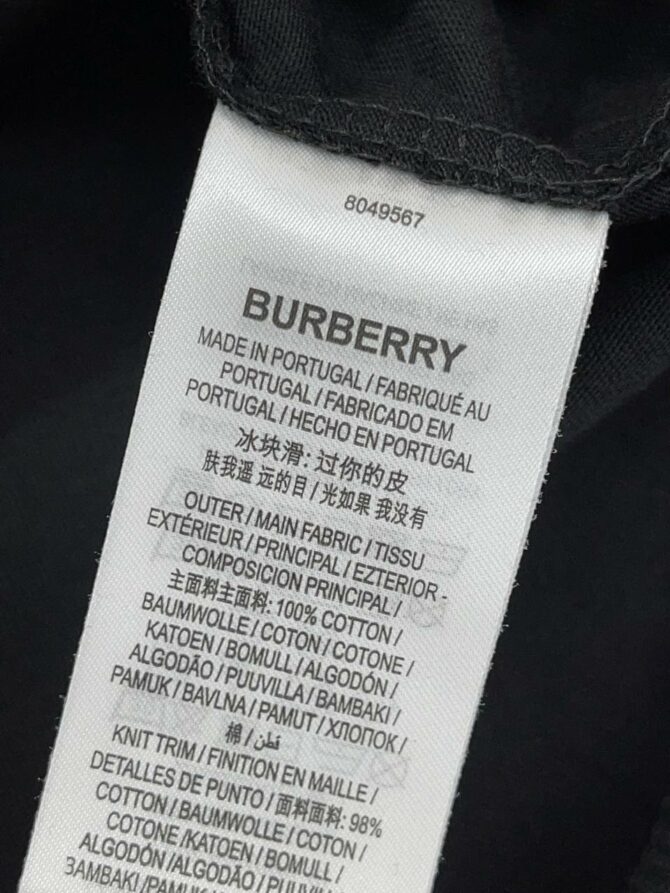 8049567
BURBERRY
MADE IN PORTUGAL / FABRIQUÉ AU
PORTUGAL / FABRICADO EM
PORTUGAL / HECHO EN PORTUGAL
冰块滑: 过你的皮
肤我遥 远的目 / 光如果 我没有
OUTER / MAIN FABRIC / TISSU
EXTÉRIEUR / PRINCIPAL / EZTERIOR -
COMPOSICION PRINCIPAL /
主面料主面料: 100% COTTON /
BAUMWOLLE / COTON / COTONE /
KATOEN / BOMULL / ALGODÓN /
ALGODÃO / PUUVILLA / BAMBAKI /
PAMUK / BAVLNA / PAMUT / ХЛОПОК /
棉 / قطن /
KNIT TRIM / FINITION EN MAILLE /
DETALLES DE PUNTO / 面料面料: 98%
COTTON / BAUMWOLLE / COTON /
COTONE /KATOEN / BOMULL /
ALGODÓN /ALGODÃO / PUUVILLA /
BAMBAKI /PAMUK / BAVLNA /